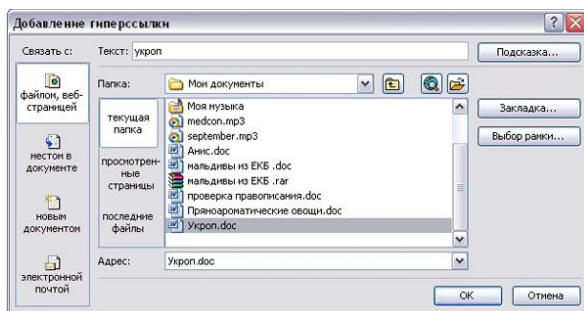 Добавление гиперссылки
Связать с:
Текст: укроп
Подсказка...
файлом, веб-
страницей
Папка:
Мои документы
текущая
папка
Моя музыка
medcon.mp3
september.mp3
Анис.doc
мальдивы из ЕКБ .doc
мальдивы из ЕКБ .rar
проверка правописания.doc
Пряноароматические овощи.doc
Укроп.doc
Закладка...
Выбор рамки...
местом в
документе
просмотрен-
ные
страницы
новым
документом
последние
файлы
электронной
почтой
Адрес:
Укроп.doc
ОК
Отмена